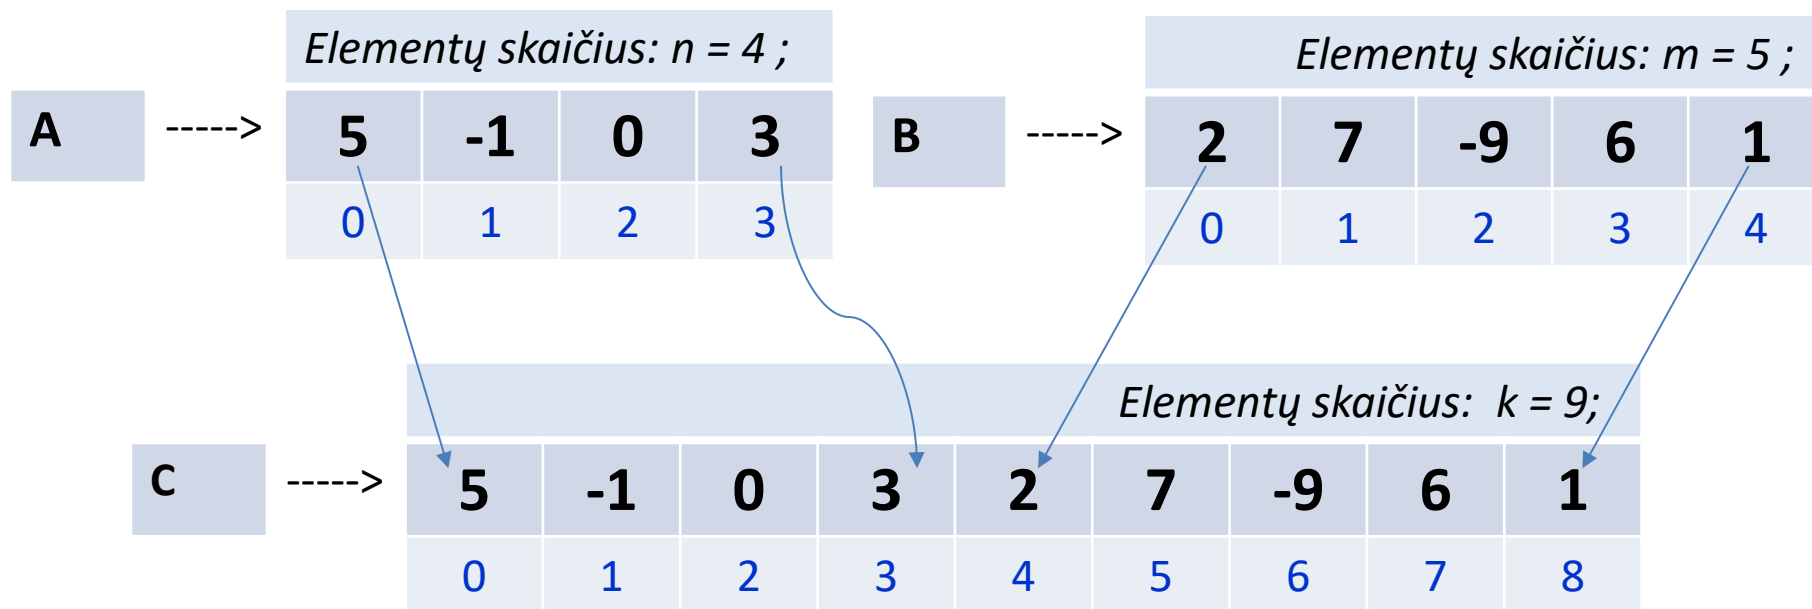 Elementų skaičius: n = 4 ;
A -----> 5 -1 0 3
0 1 2 3
Elementų skaičius: m = 5 ;
B -----> 2 7 -9 6 1
0 1 2 3 4
Elementų skaičius: k = 9;
C -----> 5 -1 0 3 2 7 -9 6 1
0 1 2 3 4 5 6 7 8